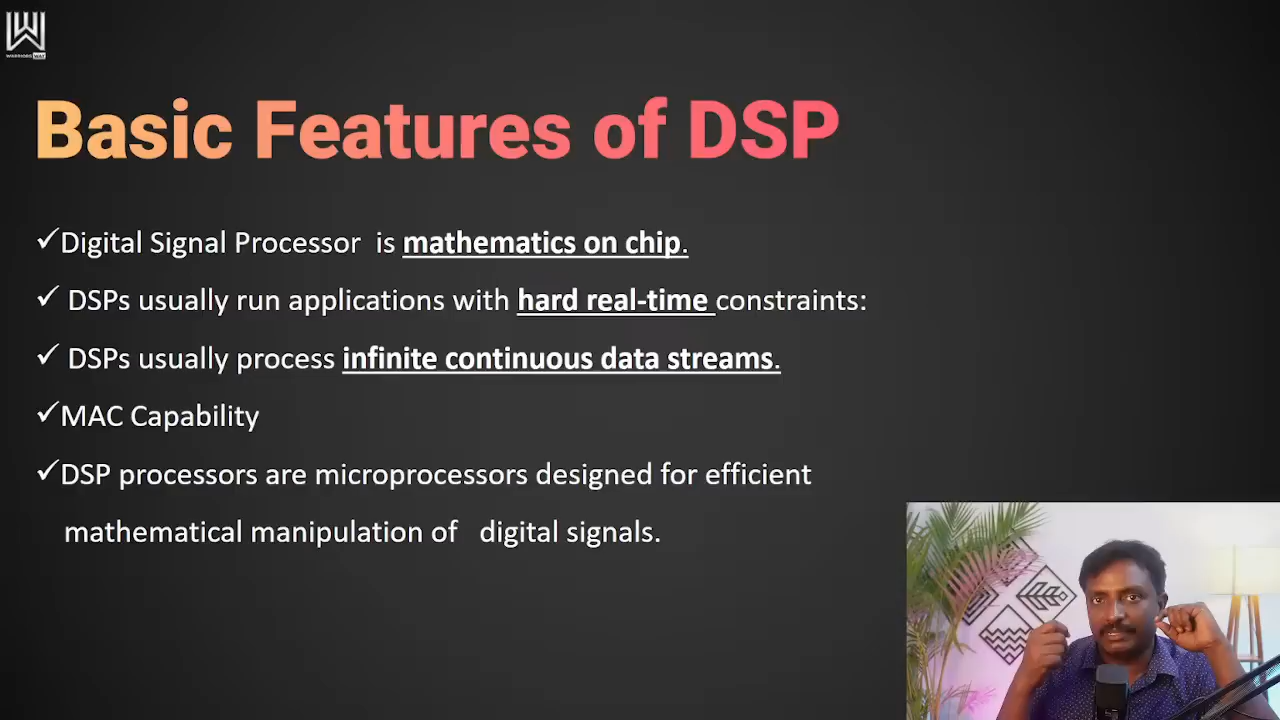 W
WARRIORS WAY
Basic Features of DSP
✓Digital Signal Processor is mathematics on chip.
✓ DSPs usually run applications with hard real-time constraints:
✓ DSPs usually process infinite continuous data streams.
✓MAC Capability
✓DSP processors are microprocessors designed for efficient
mathematical manipulation of digital signals.